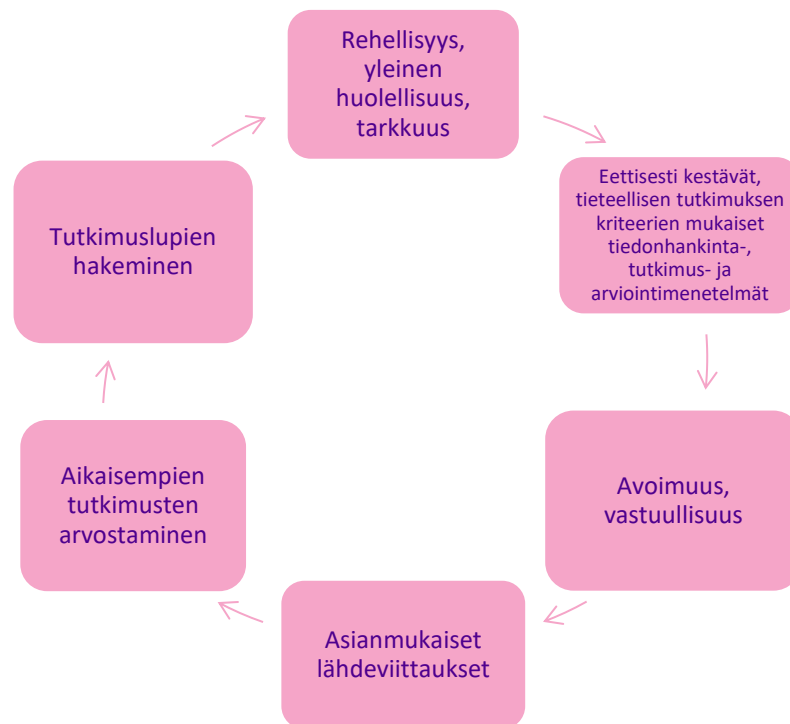 Rehellisyys,
yleinen
huolellisuus,
tarkkuus
Eettisesti kestävät,
tieteellisen tutkimuksen
kriteerien mukaiset
tiedonhankinta-,
tutkimus- ja
arviointimenetelmät
Avoimuus,
vastuullisuus
Asianmukaiset
lähdeviittaukset
Aikaisempien
tutkimusten
arvostaminen
Tutkimuslupien
hakeminen